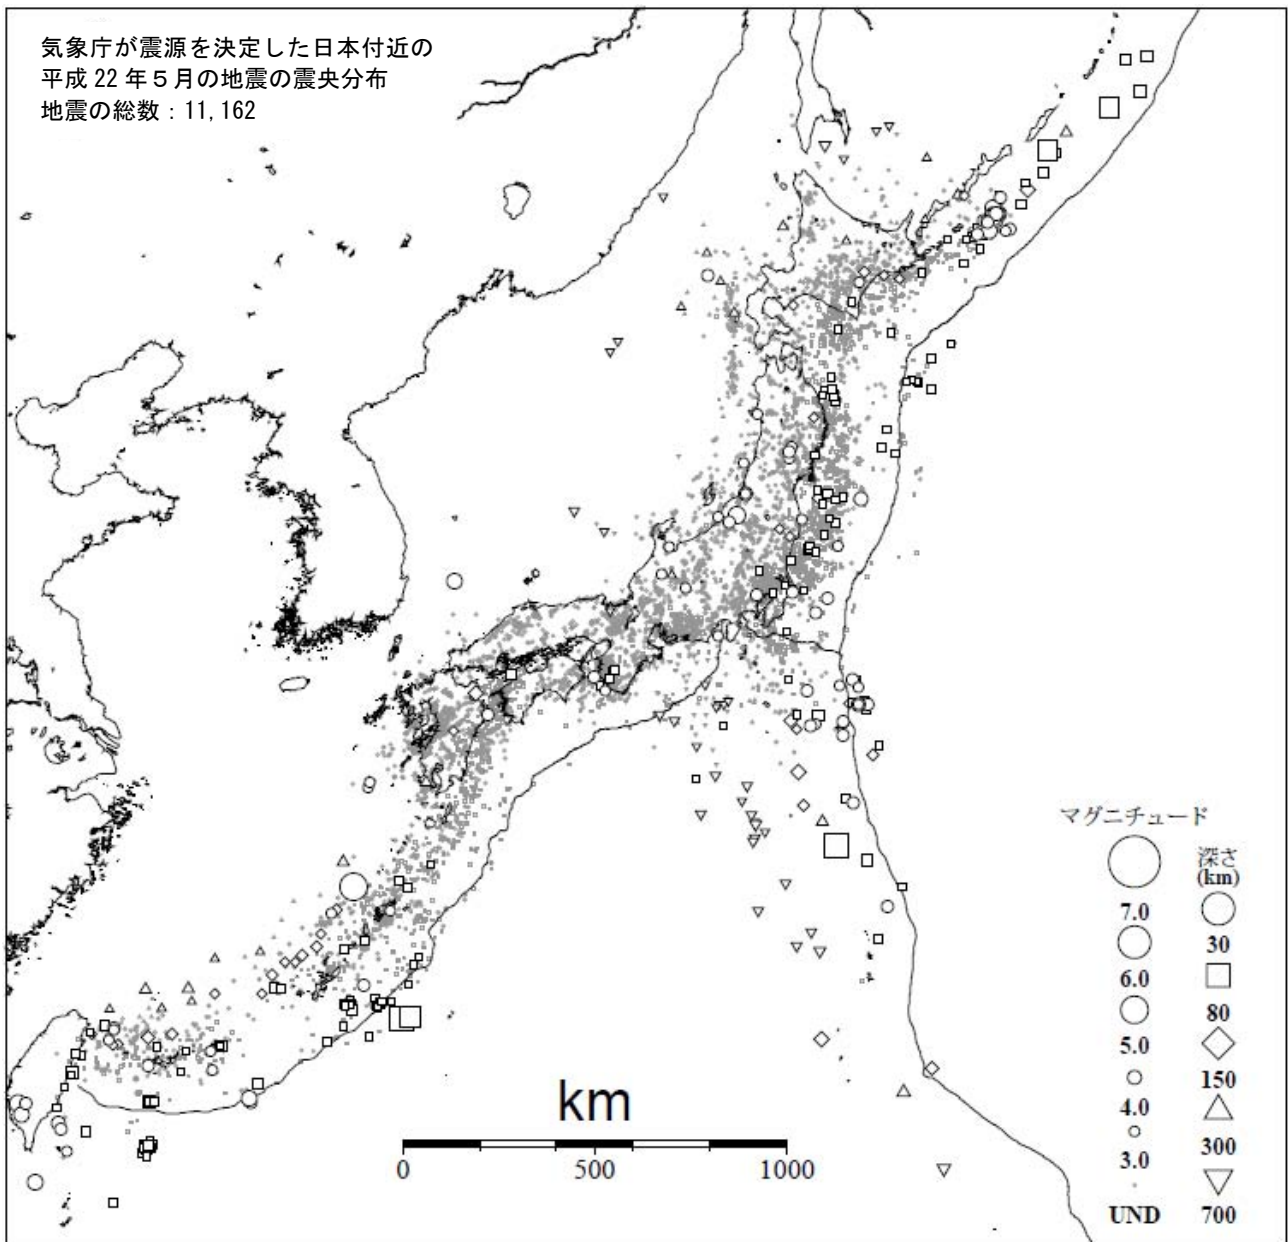 気象庁が震源を決定した日本付近の
平成 22 年５月の地震の震央分布
地震の総数：11,162
マグニチュード
深さ
(km)
7.0
30
6.0
80
5.0
150
4.0
300
3.0
UND 700
km
0 500 1000